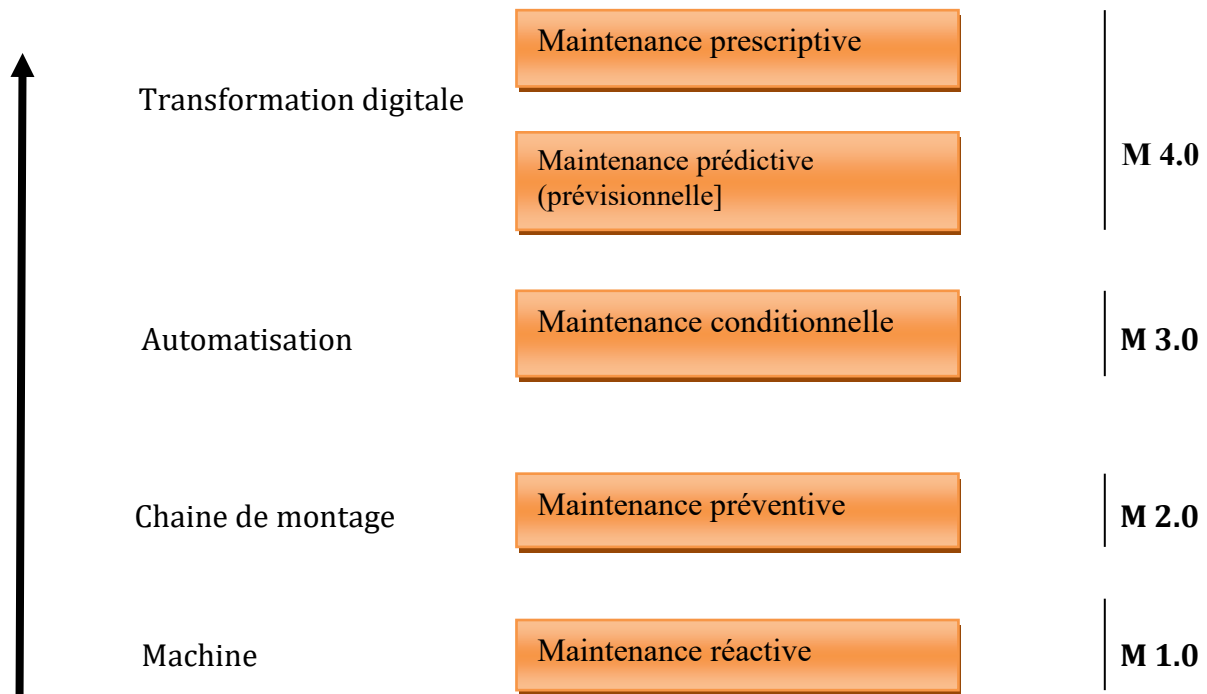 Maintenance prescriptive
Transformation digitale
Maintenance prédictive
(prévisionnelle]
M 4.0
Automatisation
Maintenance conditionnelle
M 3.0
Chaine de montage
Maintenance préventive
M 2.0
Machine
Maintenance réactive
M 1.0